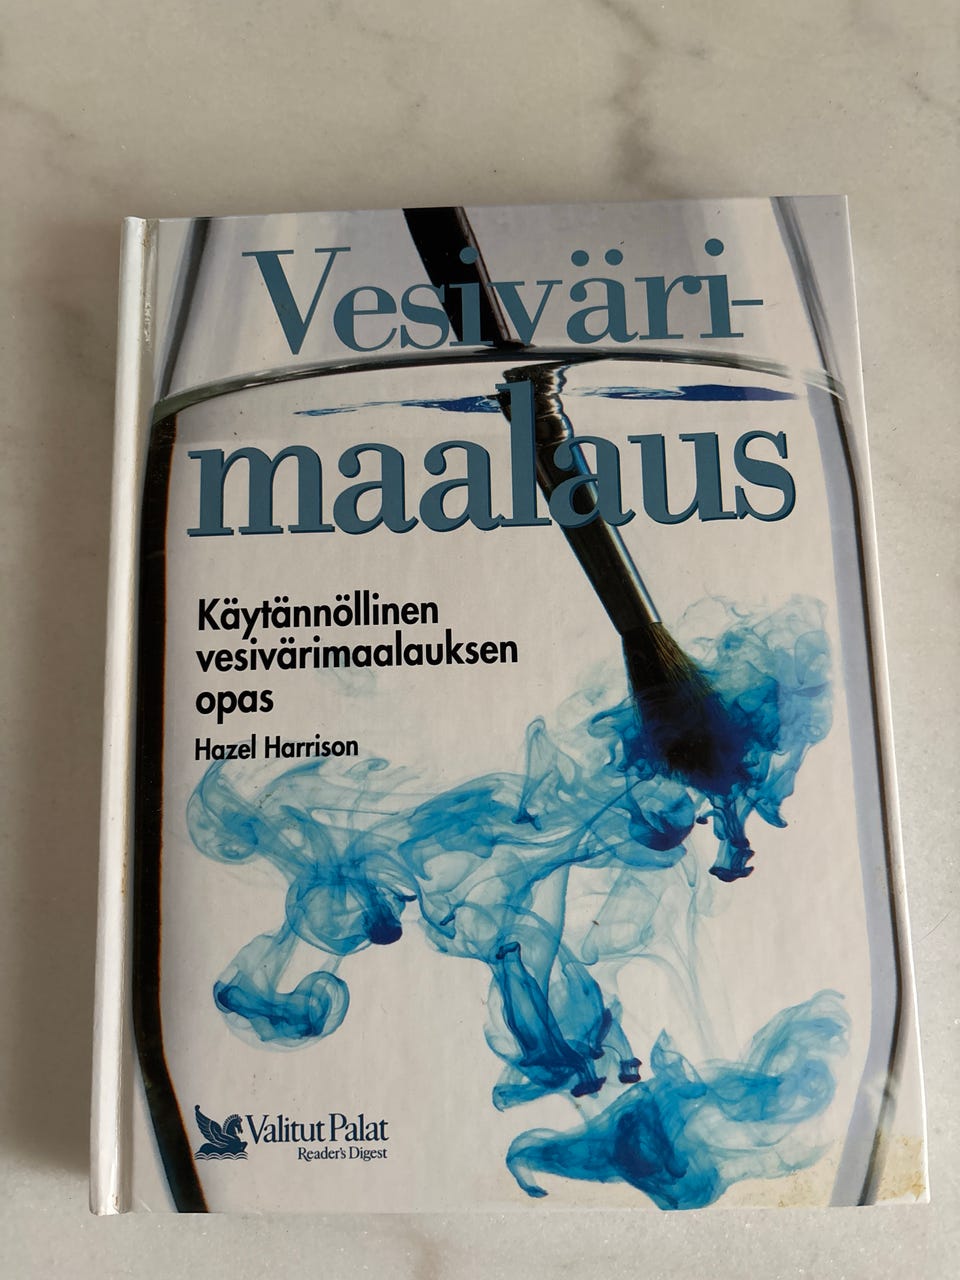 Vesiväri-
maalaus
Käytännöllinen
vesivärimaalauksen
opas
Hazel Harrison
Valitut Palat
Reader's Digest